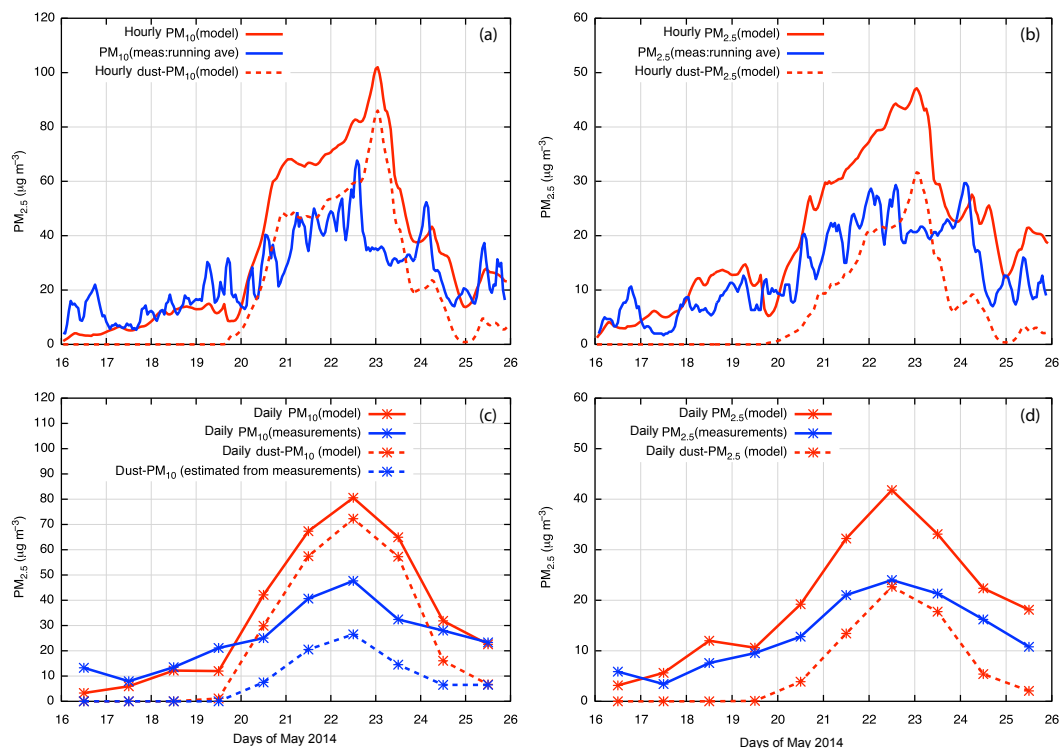 120
100
80
60
40
20
0
PM2.5 (μg m−3)
Hourly PM10(model)
PM10(meas:running ave)
Hourly dust-PM10(model)
(a)
16 17 18 19 20 21 22 23 24 25 26
60
50
40
30
20
10
0
PM2.5 (μg m−3)
Hourly PM2.5(model)
PM2.5(meas:running ave)
Hourly dust-PM2.5(model)
(b)
16 17 18 19 20 21 22 23 24 25 26
120
110
100
90
80
70
60
50
40
30
20
10
0
PM2.5 (μg m−3)
Daily PM10(model)
Daily PM10(measurements)
Daily dust-PM10 (model)
Dust-PM10 (estimated from measurements)
(c)
16 17 18 19 20 21 22 23 24 25 26
Days of May 2014
60
50
40
30
20
10
0
PM2.5 (μg m−3)
Daily PM2.5(model)
Daily PM2.5(measurements)
Daily dust-PM2.5 (model)
(d)
16 17 18 19 20 21 22 23 24 25 26
Days of May 2014